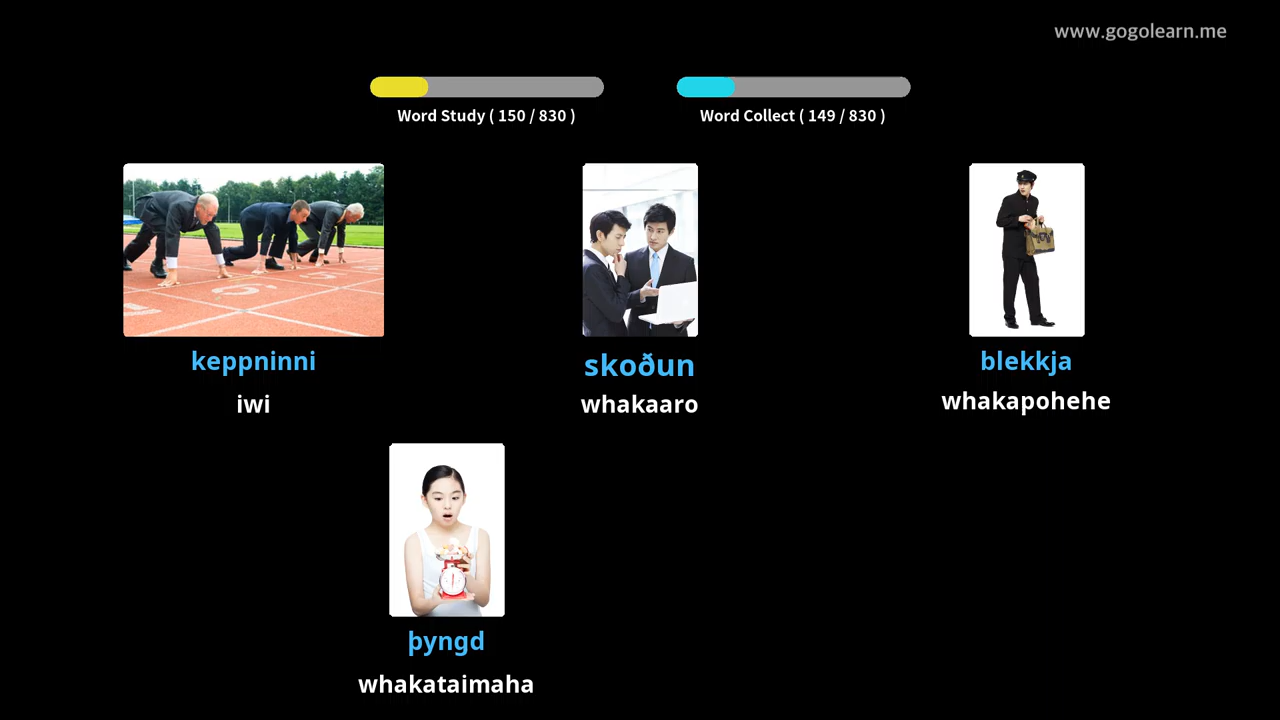 www.gogolearn.me
Word Study ( 150 / 830 )
Word Collect ( 149 / 830 )
keppninni
iwi
skoðun
whakaaro
blekkja
whakapohehe
þyngd
whakataimaha